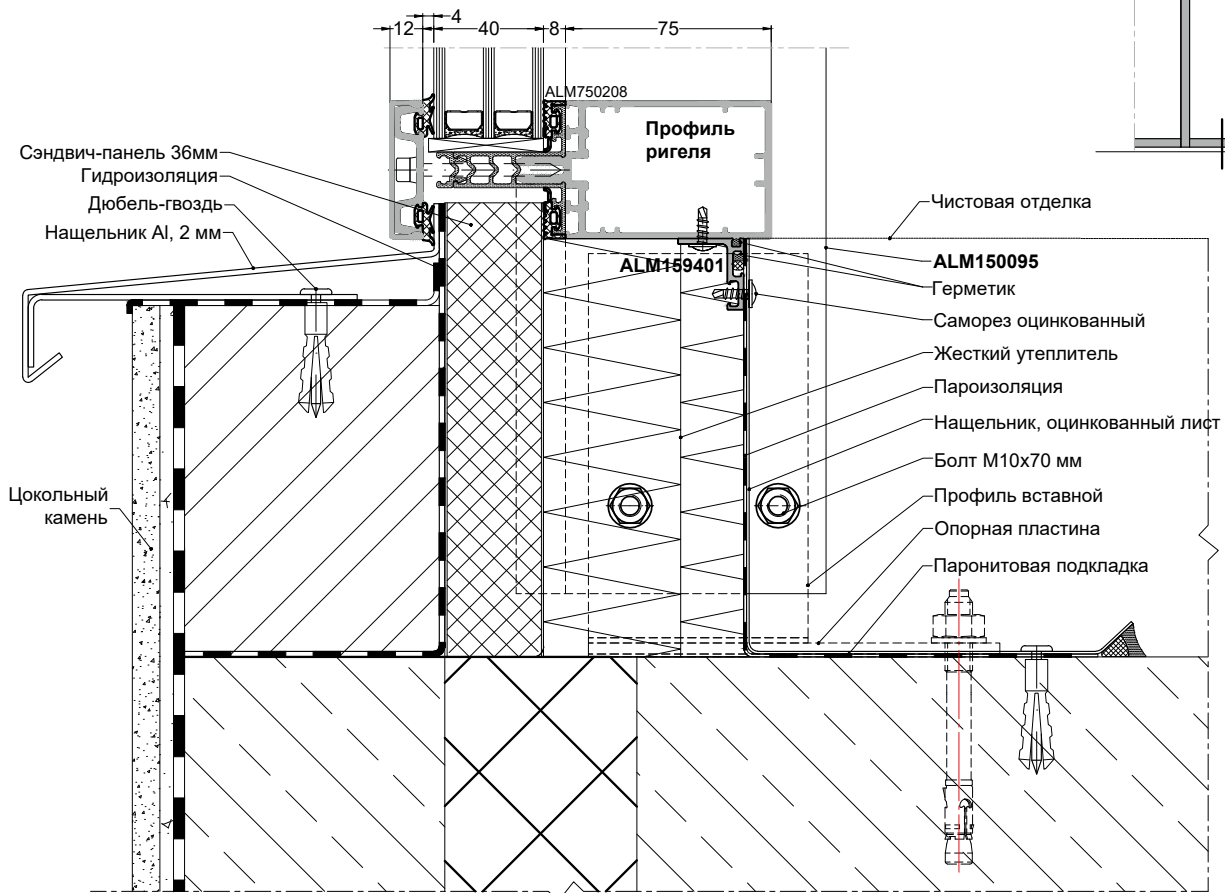 4
12
40
8
75
ALM750208
Профиль
ригеля
Сэндвич-панель 36мм
Гидроизоляция
Дюбель-гвоздь
Нащельник Al, 2 мм
Цокольный
камень
ALM159401
Чистовая отделка
ALM150095
Герметик
Саморез оцинкованный
Жесткий утеплитель
Пароизоляция
Нащельник, оцинкованный лист
Болт М10х70 мм
Профиль вставной
Опорная пластина
Паронитовая подкладка